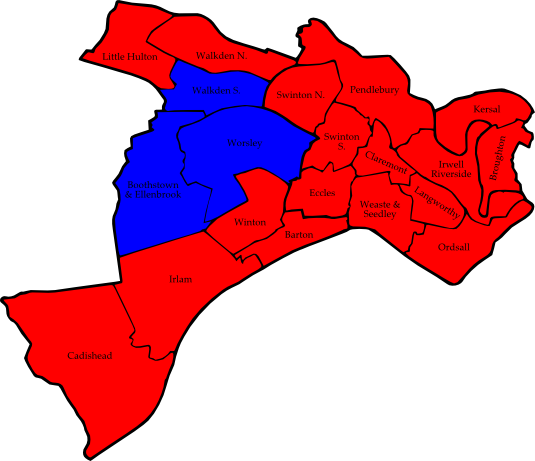 Little Hulton
Walkden N.
Walkden S.
Swinton N.
Pendlebury
Kersal
Worsley
Swinton
S.
Claremont
Irwell
Riverside
Broughton
Boothstown
& Ellenbrook
Eccles
Weaste &
Seedley
Langworthy
Winton
Barton
Ordsall
Irlam
Cadishead